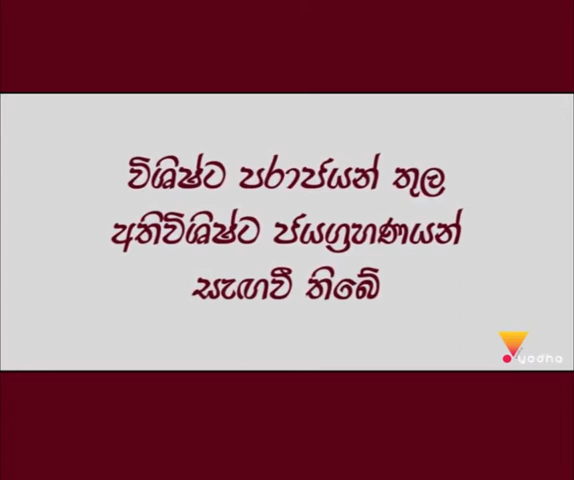 විශිෂ්ට පරාජයන් තුල
අතිවිශිෂ්ට ජයග්‍රහණයන්
සැඟවී තිබේ
yodha